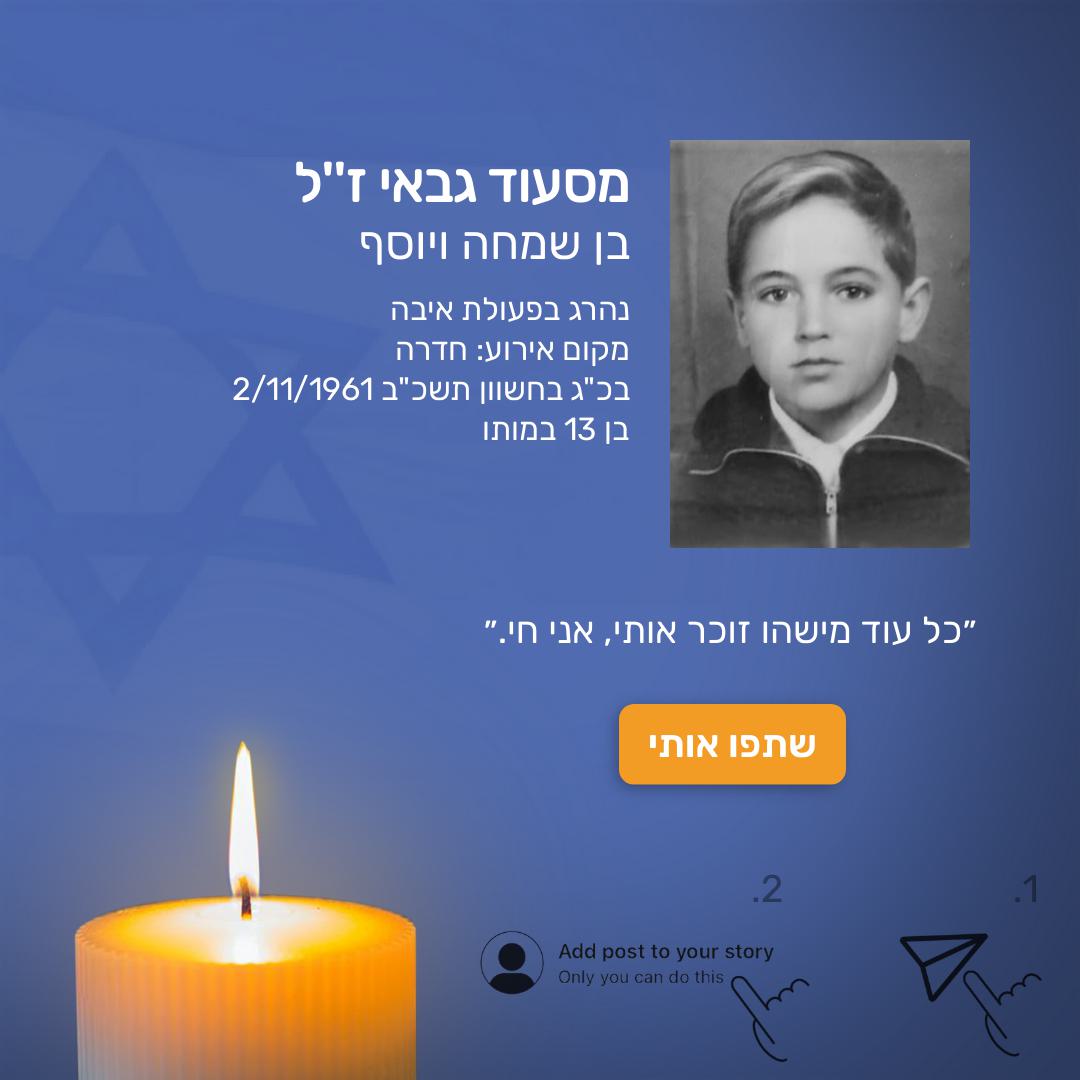 מסעוד גבאי ז"ל
בן שמחה ויוסף
נהרג בפעולת איבה
מקום אירוע: חדרה
בכ"ג בחשוון תשכ"ב 2/11/1961
בן 13 במותו
״כל עוד מישהו זוכר אותי, אני חי.״
שתפו אותי
1.
2.
Add post to your story
Only you can do this